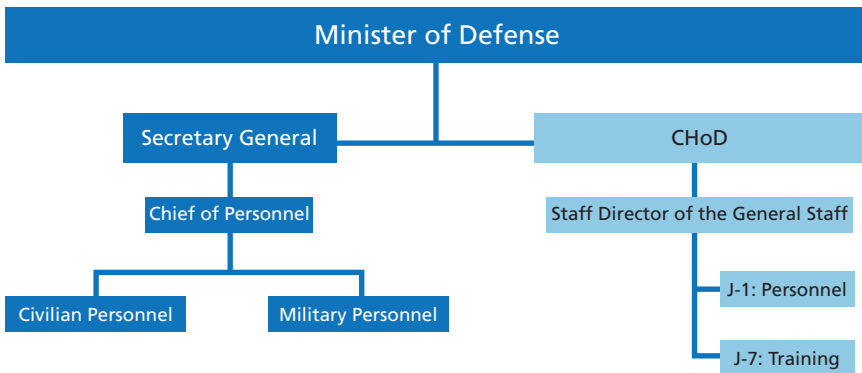 Minister of Defense
Secretary General
CHoD
Chief of Personnel
Staff Director of the General Staff
J-1: Personnel
Civilian Personnel
Military Personnel
J-7: Training